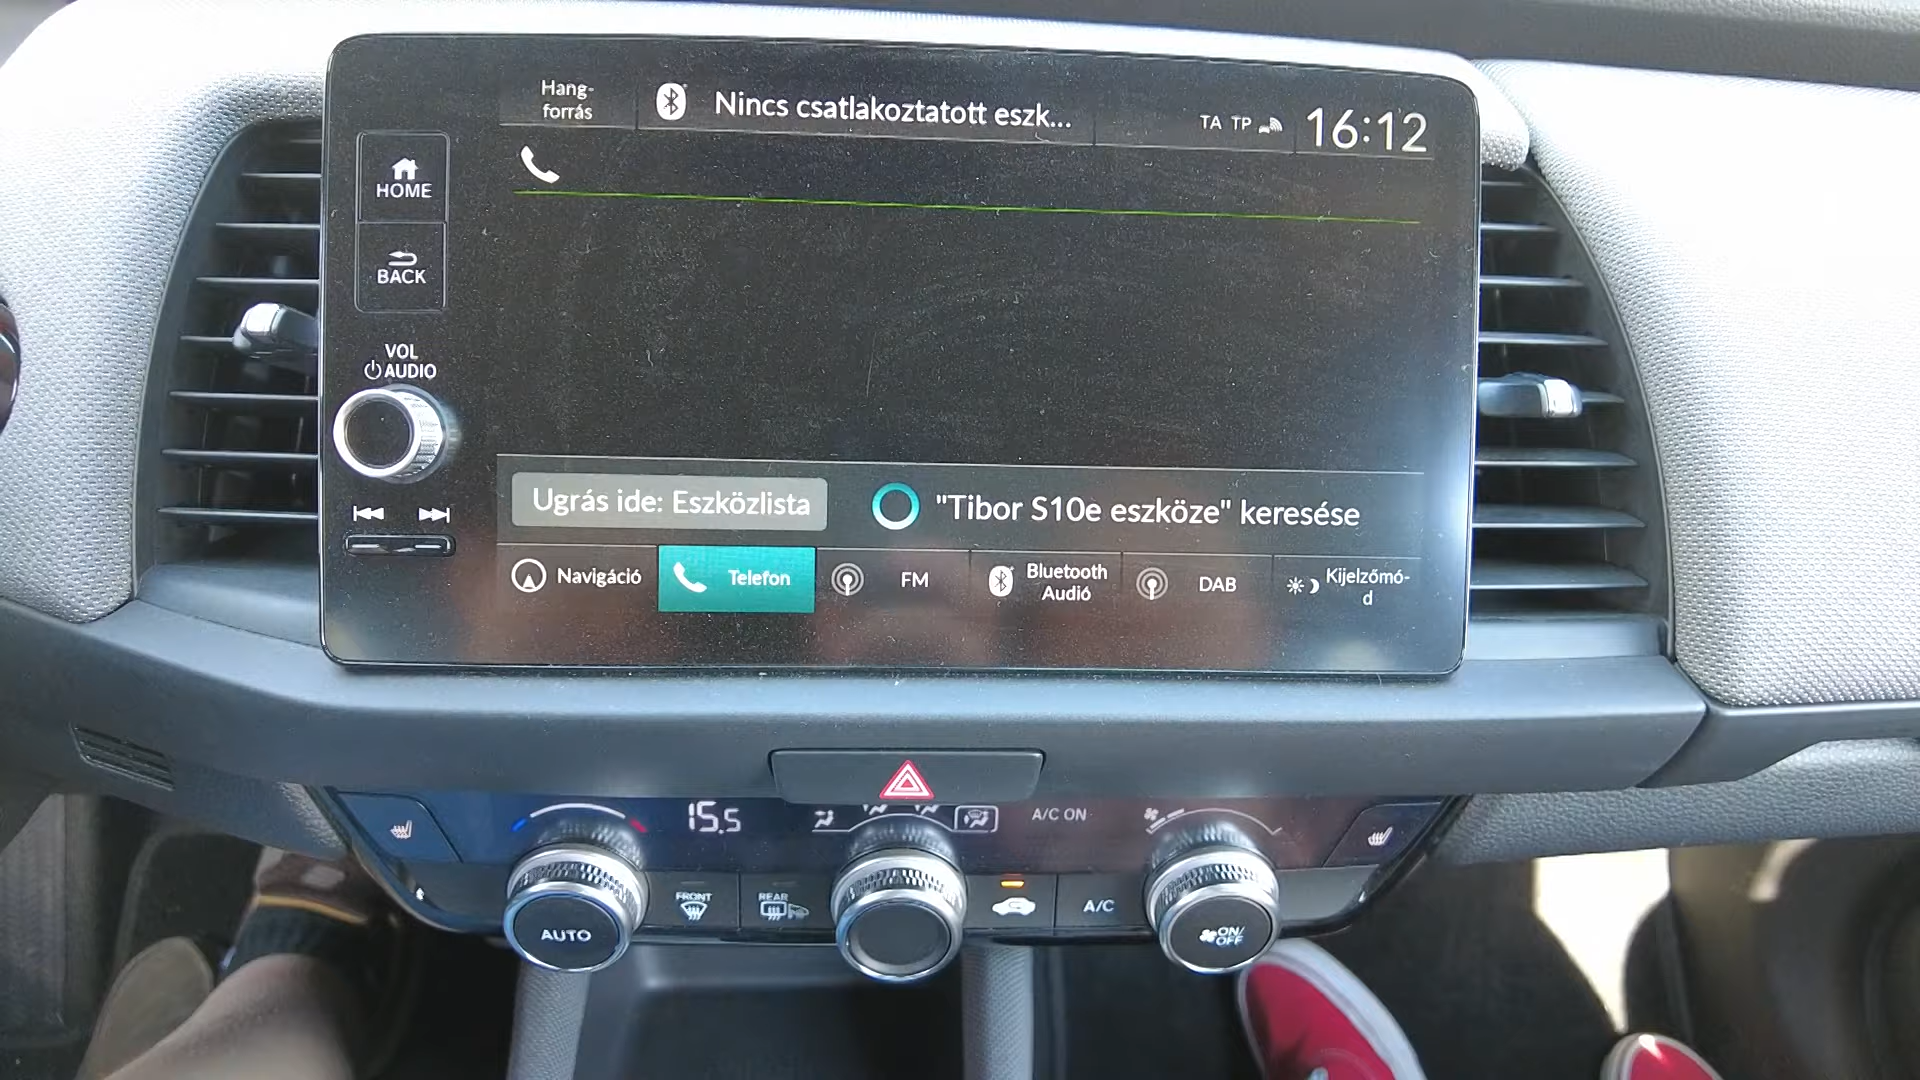 Hang-
forrás
Nincs csatlakoztatott eszk...
TA TP
16:12
HOME
BACK
VOL
AUDIO
Ugrás ide: Eszközlista
"Tibor S10e eszköze" keresése
Navigáció
Telefon
FM
Bluetooth
Audió
DAB
Kijelzőmó-
d
15.5
A/C ON
AUTO
FRONT
REAR
A/C
ON/
OFF